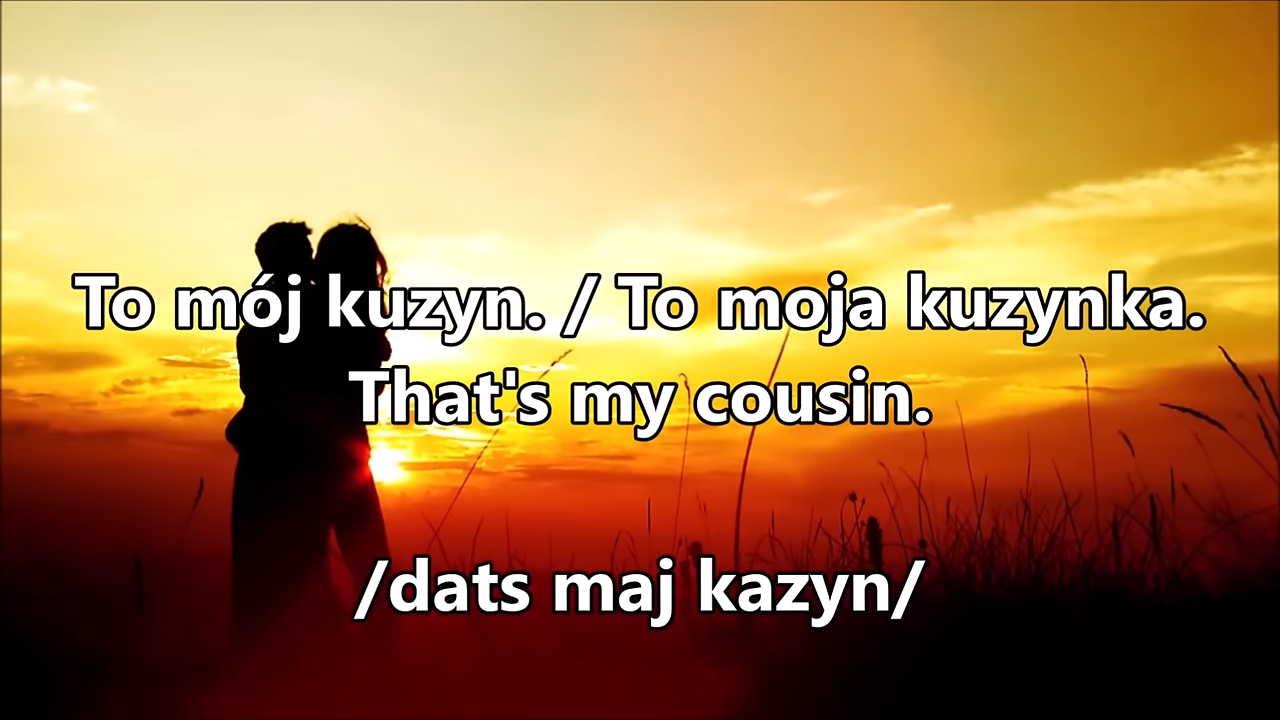 To mój kuzyn. / To moja kuzynka.
That's my cousin.
/dats maj kazyn/